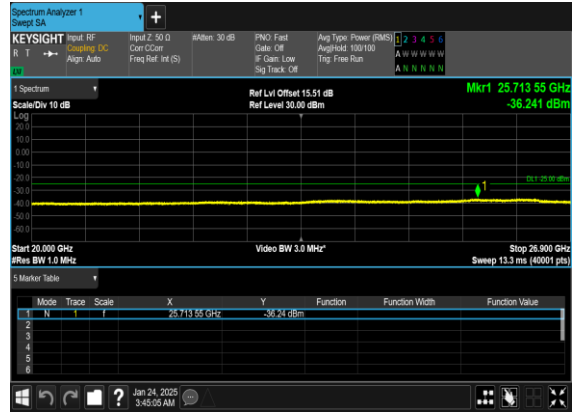 Spectrum Analyzer 1
Swept SA
KEYSIGHT Input: RF Input Z: 50 Ω #Atten: 30 dB PNO: Fast Avg Type: Power (RMS) 1 2 3 4 5 6
R T Coupling: DC Corr CCorr Gate: Off Avg|Hold: 100/100 A W W W W W
Align: Auto Freq Ref: Int (S) IF Gain: Low Trig: Free Run
Sig Track: Off A N N N N N
1 Spectrum Ref Lvl Offset 15.51 dB Mkr1 25.713 55 GHz
Scale/Div 10 dB Ref Level 30.00 dBm -36.241 dBm
Log
20.0
10.0
0.00
-10.0
-20.0 DL1 -25.00 dBm
-30.0 1
-40.0
-50.0
-60.0
Start 20.000 GHz Video BW 3.0 MHz* Stop 26.900 GHz
#Res BW 1.0 MHz Sweep 13.3 ms (40001 pts)
5 Marker Table
Mode Trace Scale X Y Function Function Width Function Value
1 N 1 f 25.713 55 GHz -36.24 dBm
2
3
4
5
6
? Jan 24, 2025
3:45:05 AM